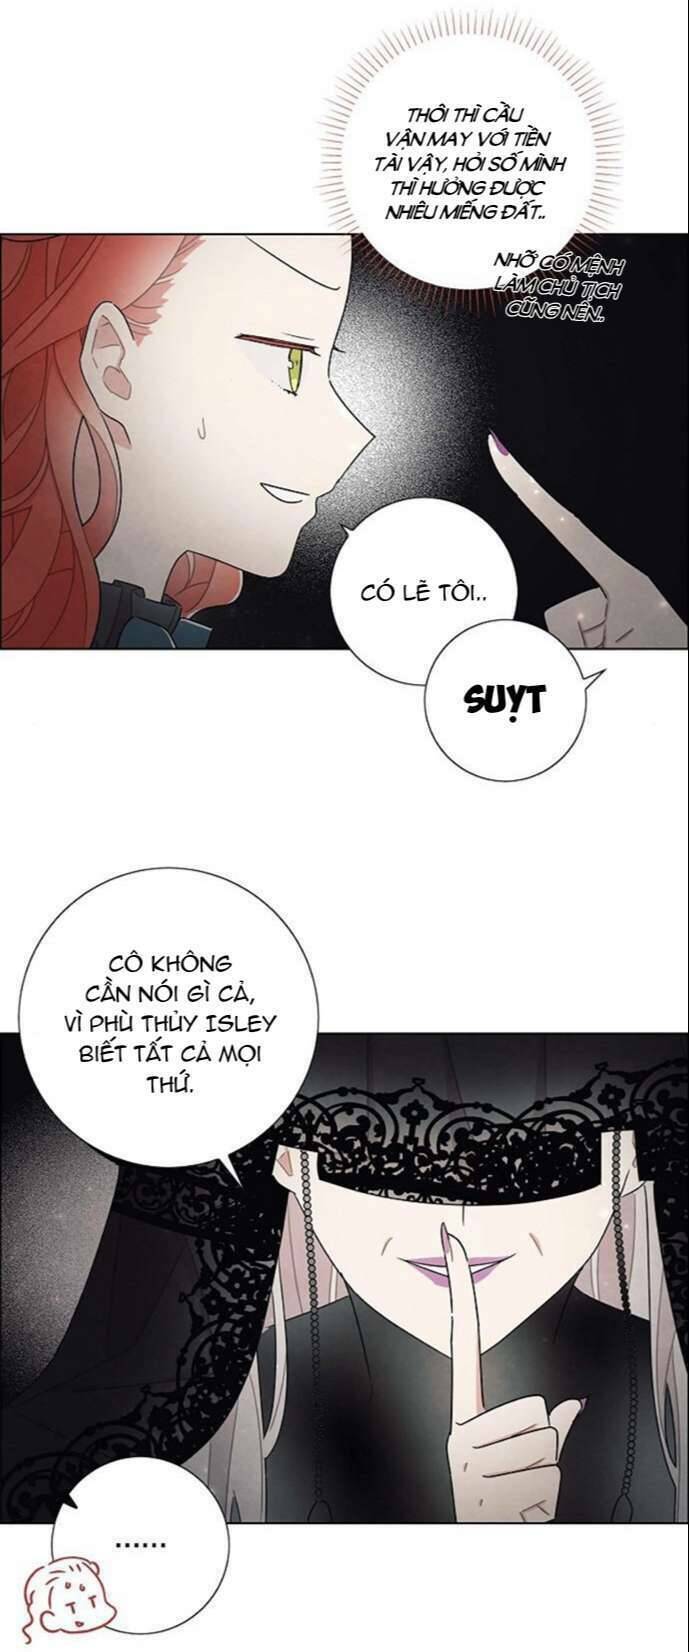 THÔI THÌ CẦU
VẬN MAY VỚI TIỀN
TÀI VẬY, HỎI SỐ MÌNH
THÌ HƯỞNG ĐƯỢC
NHIÊU MIẾNG ĐẤT..
NHỠ CÓ MỆNH
LÀM CHỦ TỊCH
CŨNG NÊN..
CÓ LẼ TÔI..
SUỴT
CÔ KHÔNG
CẦN NÓI GÌ CẢ,
VÌ PHÙ THỦY ISLEY
BIẾT TẤT CẢ MỌI
THỨ.
......